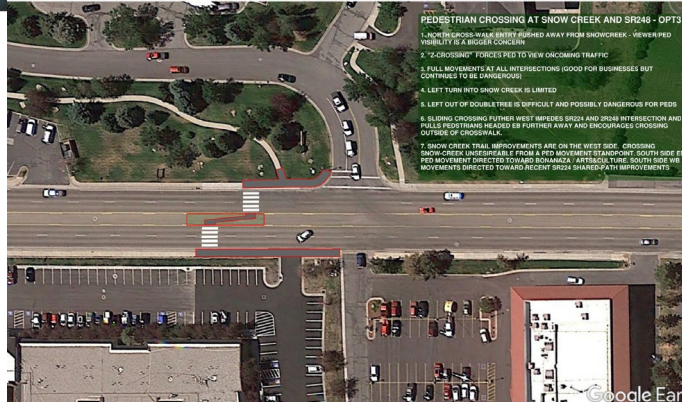 PEDESTRIAN CROSSING AT SNOW CREEK AND SR248 - OPT3
1. NORTH CROSS-WALK ENTRY PUSHED AWAY FROM SNOWCREEK - VIEWER/PED
VISIBILITY IS A BIGGER CONCERN
2. "Z-CROSSING" FORCES PED TO VIEW ONCOMING TRAFFIC
3. FULL MOVEMENTS AT ALL INTERSECTIONS (GOOD FOR BUSINESSES BUT
CONTINUES TO BE DANGEROUS)
4. LEFT TURN INTO SNOW CREEK IS LIMITED
5. LEFT OUT OF DOUBLETREE IS DIFFICULT AND POSSIBLY DANGEROUS FOR PEDS
6. SLIDING CROSSING FUTHER WEST IMPEDES SR224 AND SR248 INTERSECTION AND
PULLS PEDSTRIANS HEADED EB FURTHER AWAY AND ENCOURAGES CROSSING
OUTSIDE OF CROSSWALK.
7. SNOW CREEK TRAIL IMPROVEMENTS ARE ON THE WEST SIDE. CROSSING
SNOW-CREEK UNSESIREABLE FROM A PED MOVEMENT STANDPOINT. SOUTH SIDE E
PED MOVEMENT DIRECTED TOWARD BONANAZA / ARTS&CULTURE. SOUTH SIDE WB
MOVEMENTS DIRECTED TOWARD RECENT SR224 SHARED-PATH IMPROVEMENTS
Google Ear